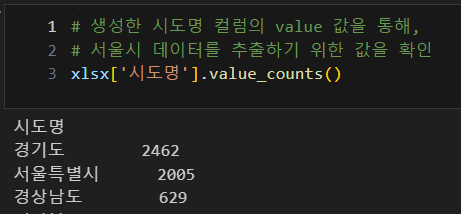 1 # 생성한 시도명 컬럼의 value 값을 통해,
2 # 서울시 데이터를 추출하기 위한 값을 확인
3 xlsx['시도명'].value_counts()
시도명
경기도 2462
서울특별시 2005
경상남도 629